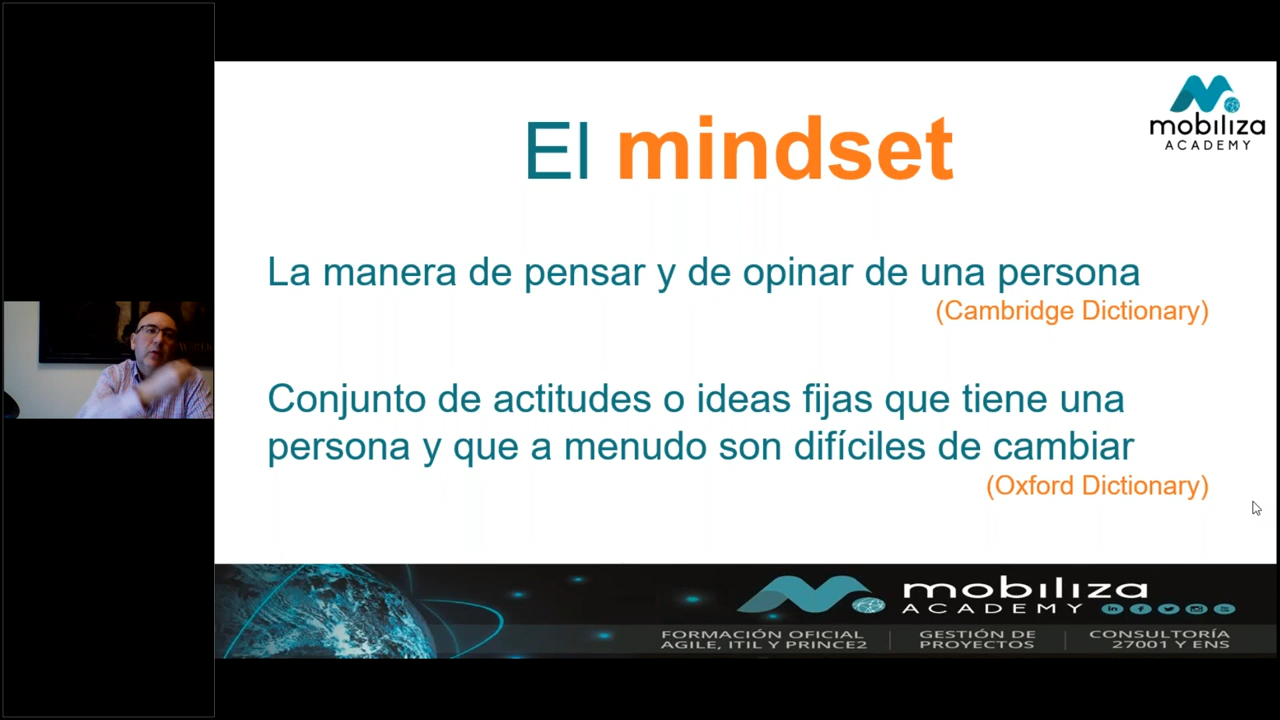 mobiliza
ACADEMY
El mindset
La manera de pensar y de opinar de una persona
(Cambridge Dictionary)
Conjunto de actitudes o ideas fijas que tiene una
persona y que a menudo son difíciles de cambiar
(Oxford Dictionary)
mobiliza
ACADEMY
FORMACIÓN OFICIAL
AGILE, ITIL Y PRINCE2
GESTIÓN DE
PROYECTOS
CONSULTORÍA
27001 Y ENS